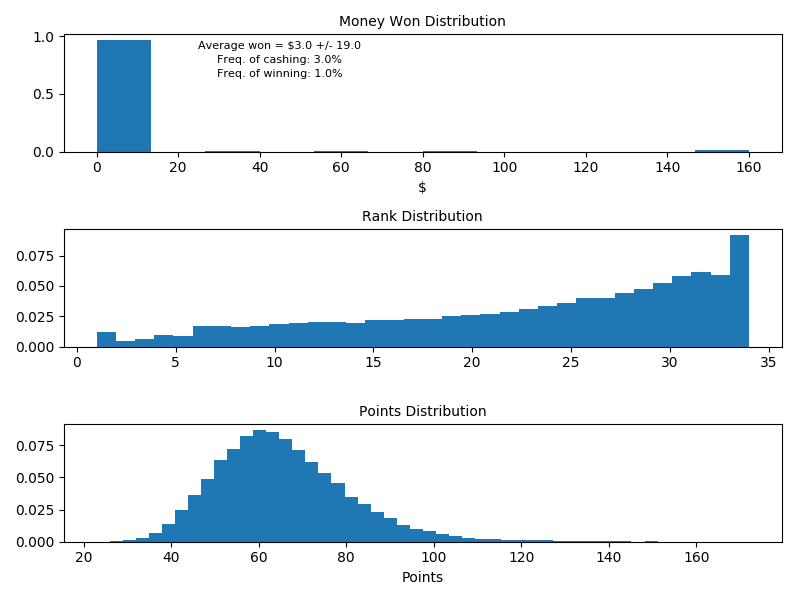 Money Won Distribution
Average won = $3.0 +/- 19.0
Freq. of cashing: 3.0%
Freq. of winning: 1.0%
1.0
0.5
0.0
0 20 40 60 80 100 120 140 160
$
Rank Distribution
0.075
0.050
0.025
0.000
0 5 10 15 20 25 30 35
Points Distribution
0.075
0.050
0.025
0.000
20 40 60 80 100 120 140 160
Points